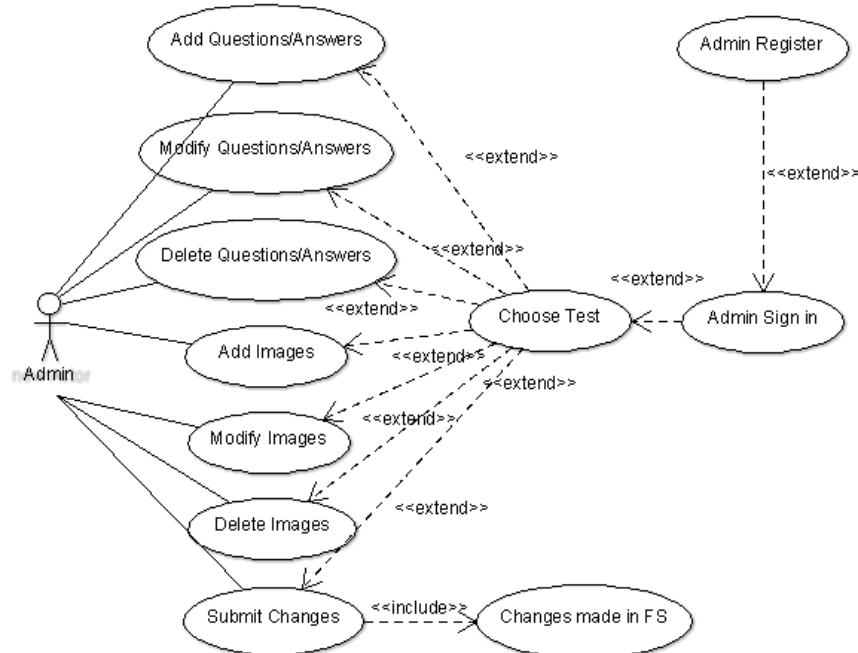 Add Questions/Answers
Admin Register
<<extend>>
Modify Questions/Answers
<<extend>>
<<extend>>
Delete Questions/Answers
<<extend>>
<<extend>>
Choose Test
Admin Sign in
Add Images
<<extend>>
Admin
<<extend>>
<<extend>>
Modify Images
<<extend>>
Delete Images
Submit Changes
<<include>>
Changes made in FS